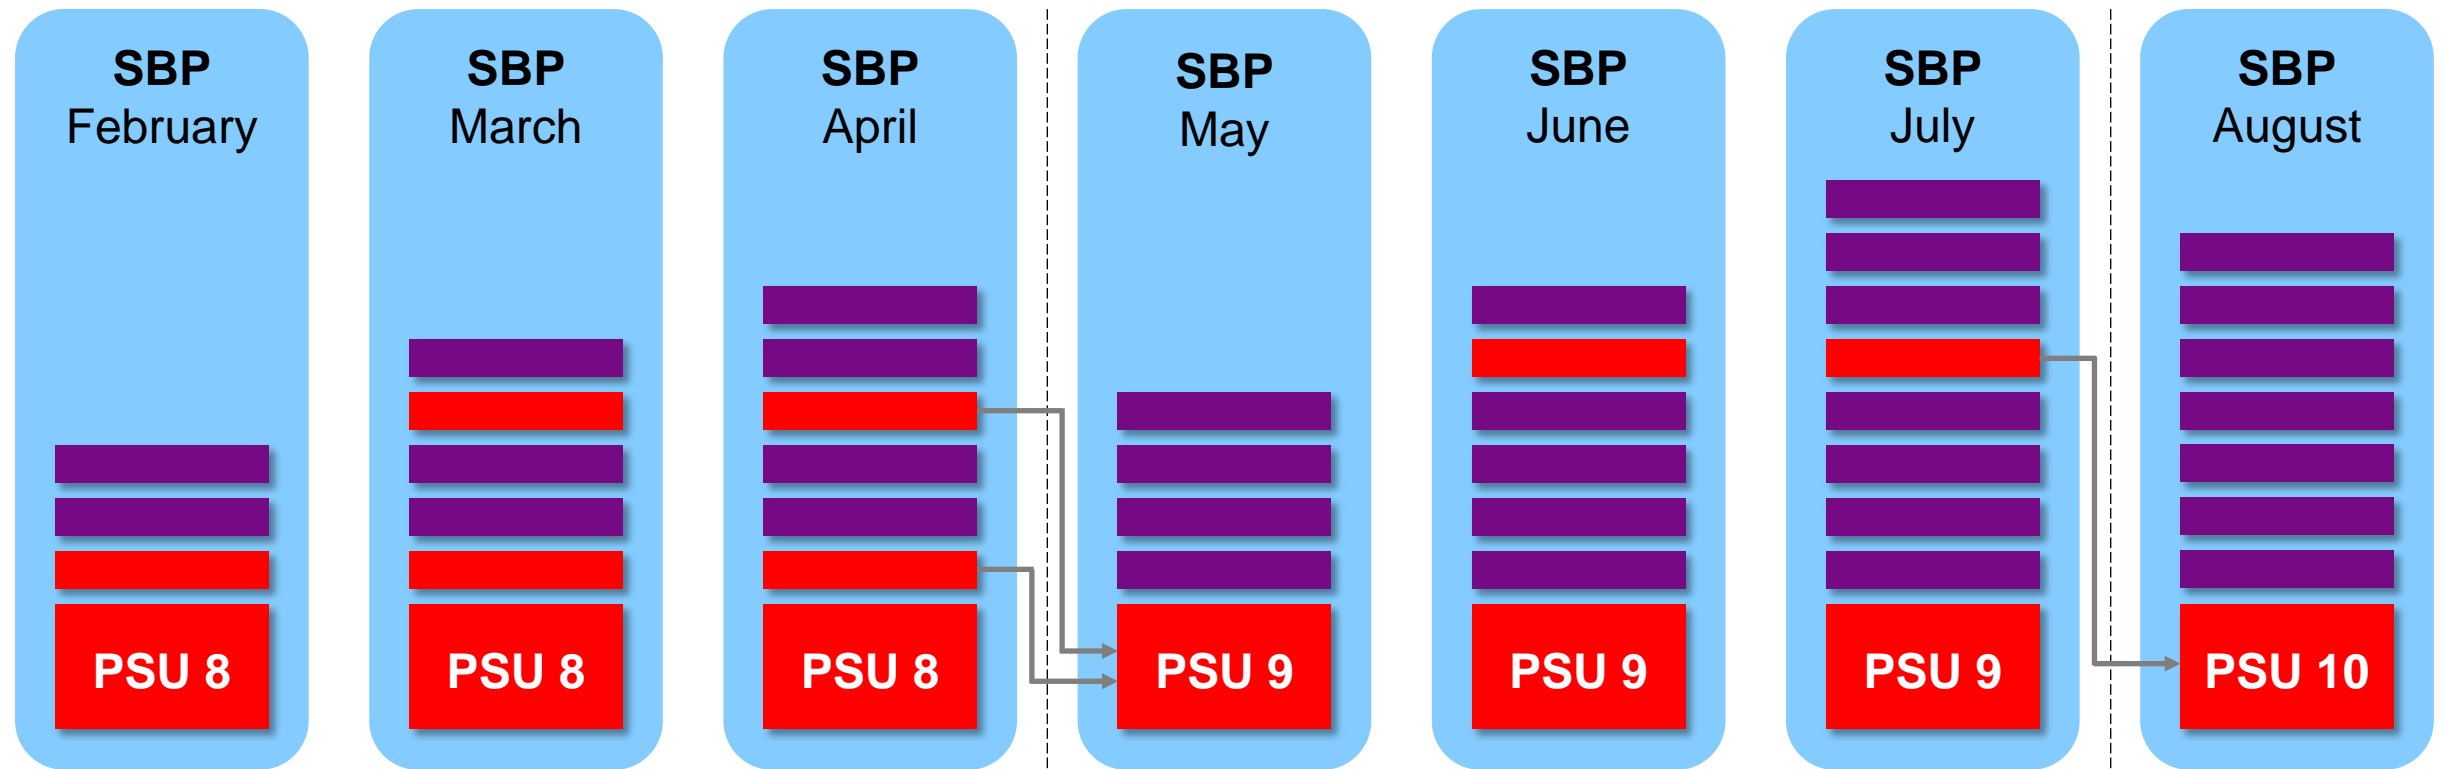 SBP
February
SBP
March
SBP
April
SBP
May
SBP
June
SBP
July
SBP
August
PSU 8
PSU 8
PSU 8
PSU 9
PSU 9
PSU 9
PSU 10